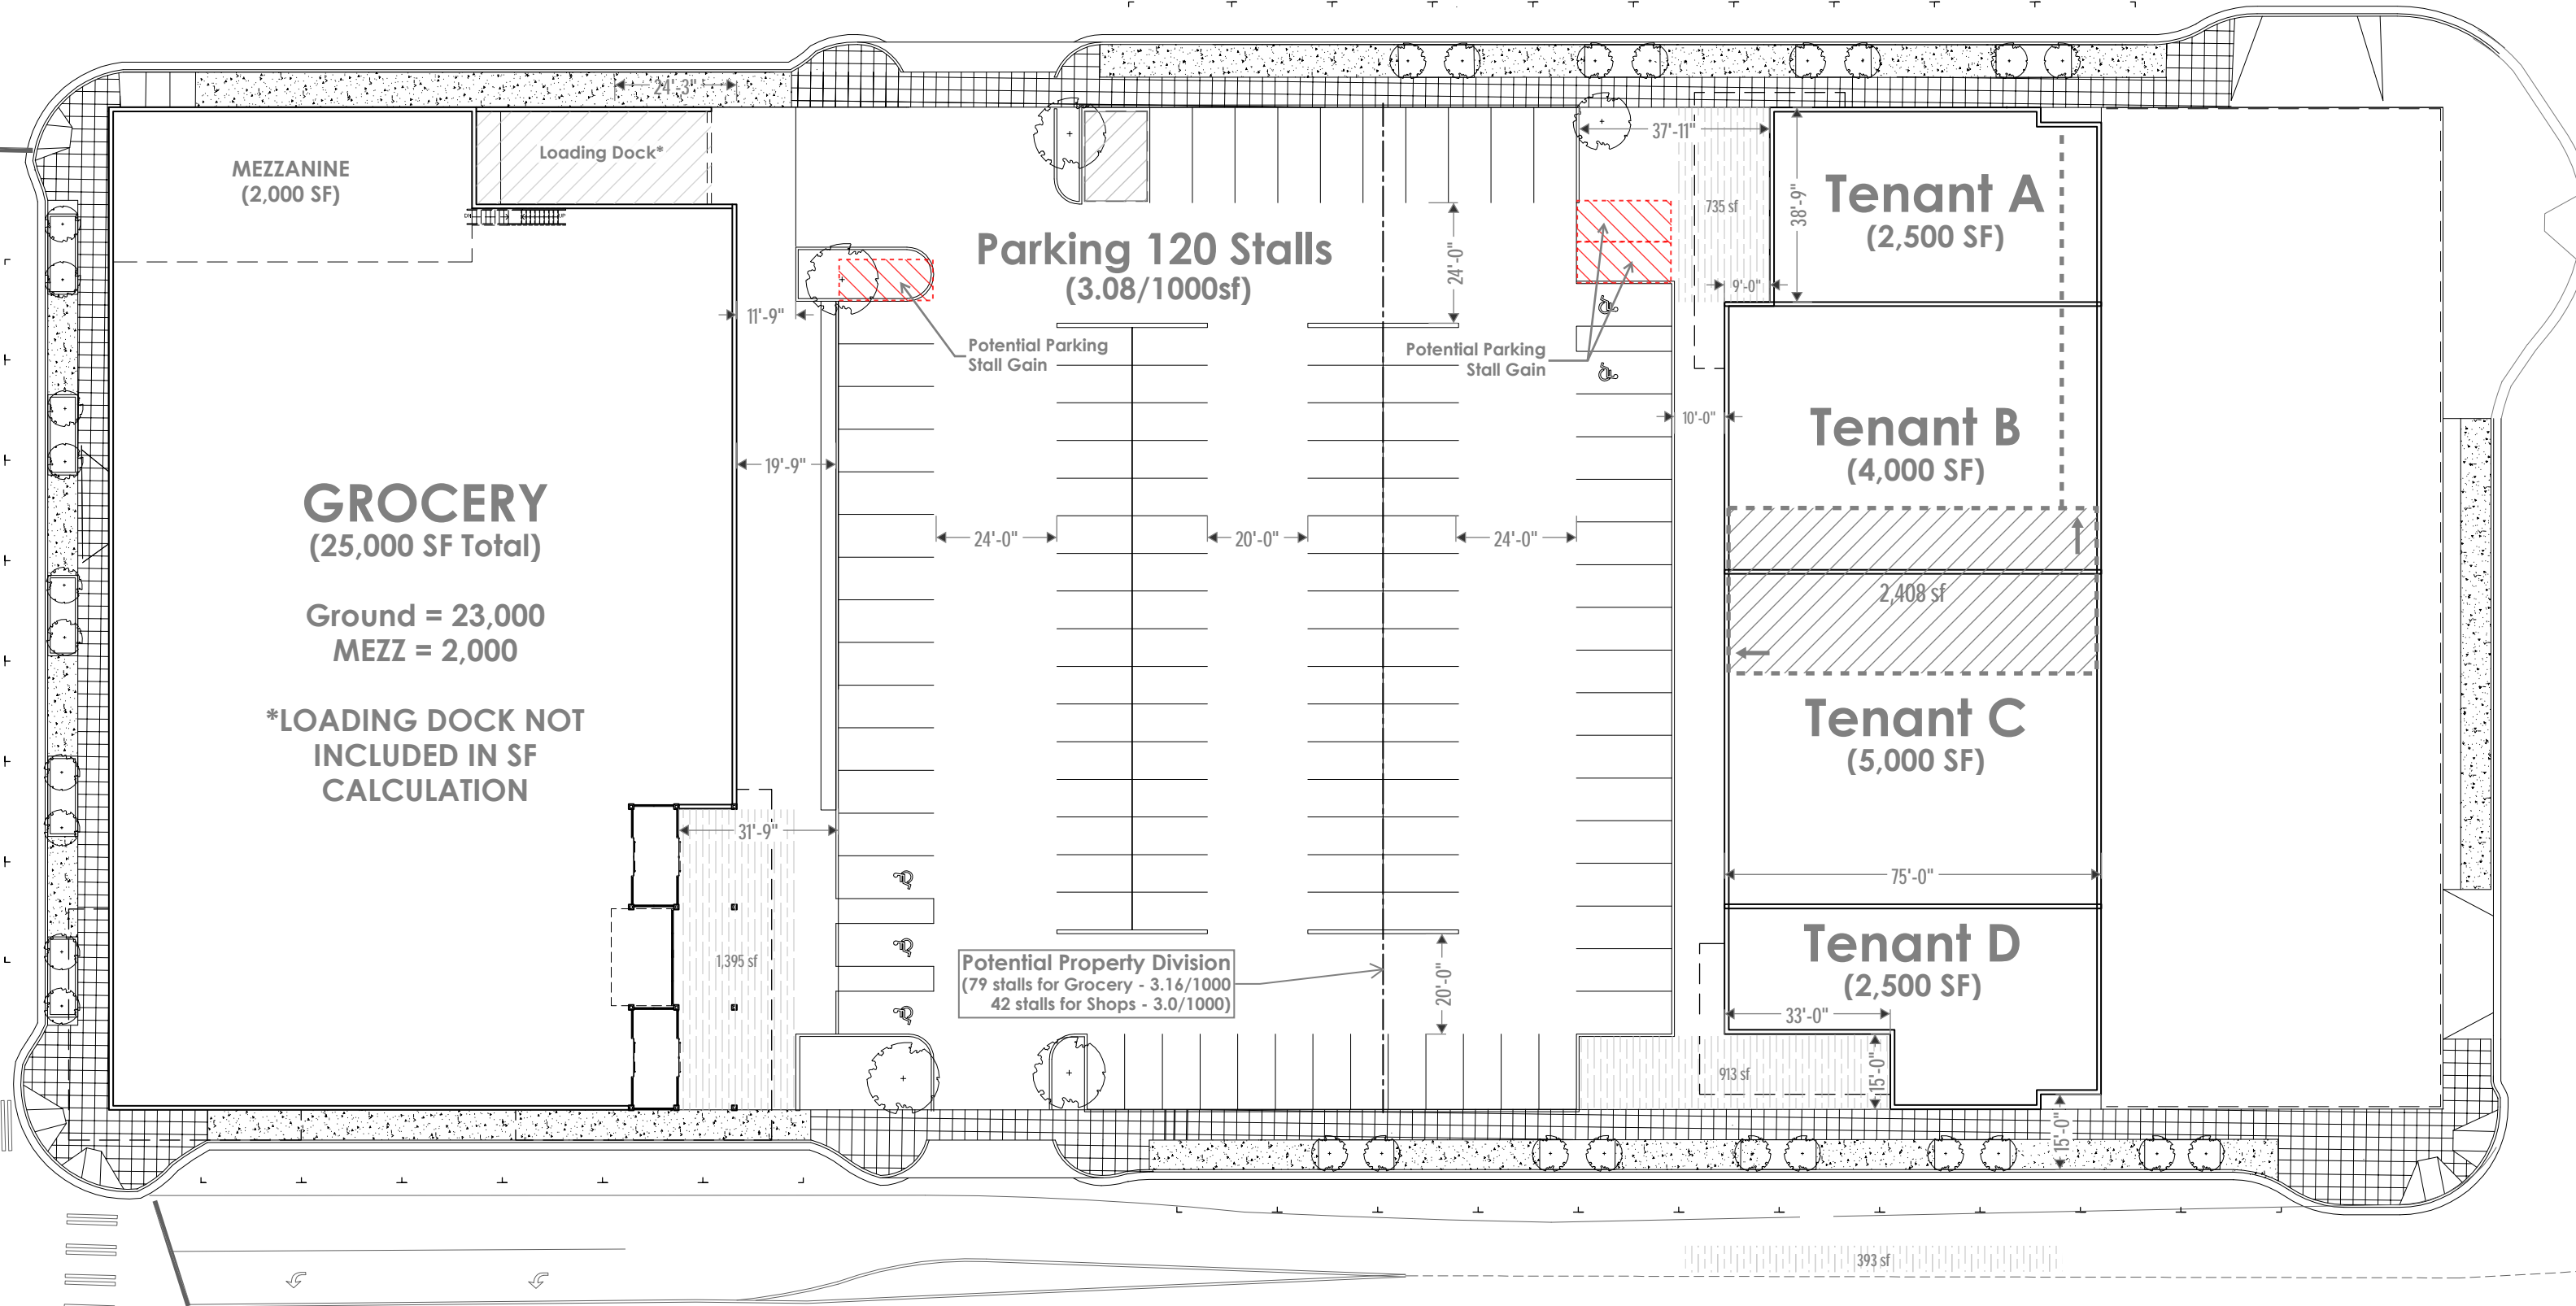 24'-3"
MEZZANINE
(2,000 SF)
Loading Dock*
37'-11"
735 sf
38'-9"
Tenant A
(2,500 SF)
Parking 120 Stalls
(3.08/1000sf)
24'-0"
9'-0"
11'-9"
Potential Parking
Stall Gain
Potential Parking
Stall Gain
10'-0"
Tenant B
(4,000 SF)
19'-9"
GROCERY
(25,000 SF Total)
Ground = 23,000
MEZZ = 2,000
*LOADING DOCK NOT
INCLUDED IN SF
CALCULATION
24'-0"
20'-0"
24'-0"
2,408 sf
Tenant C
(5,000 SF)
31'-9"
75'-0"
1,395 sf
Potential Property Division
(79 stalls for Grocery - 3.16/1000
42 stalls for Shops - 3.0/1000)
20'-0"
Tenant D
(2,500 SF)
33'-0"
913 sf
15'-0"
15'-0"
393 sf